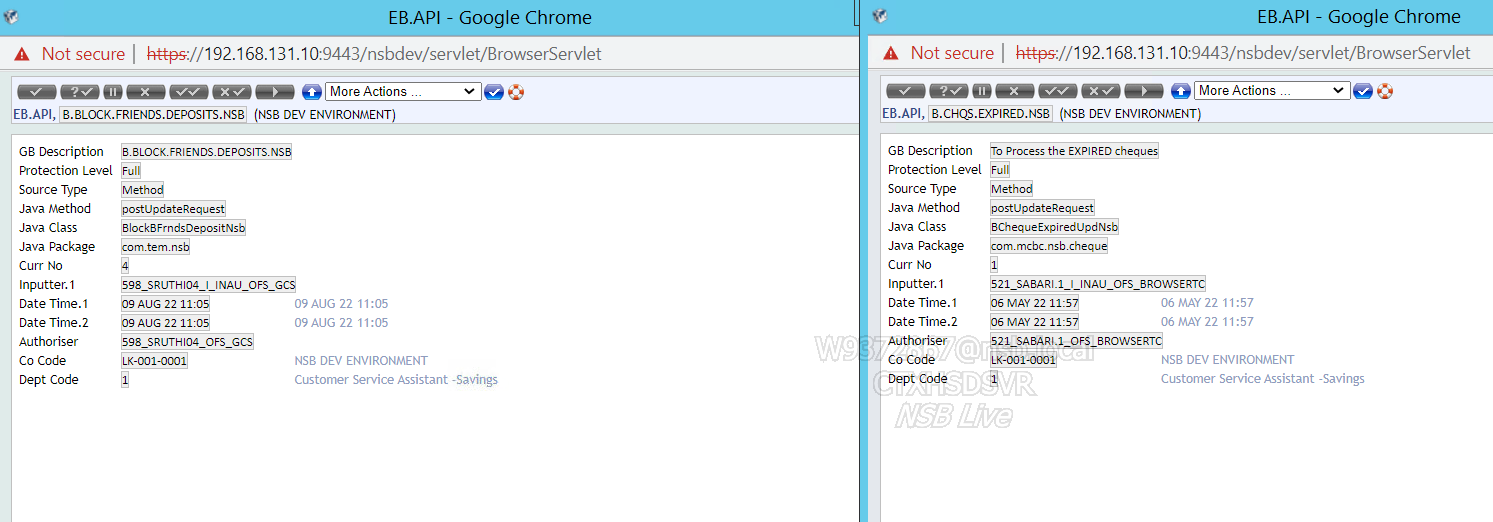 EB.API - Google Chrome
Not secure | https://192.168.131.10:9443/nsbdev/servlet/BrowserServlet
More Actions ...
EB.API, B.BLOCK.FRIENDS.DEPOSITS.NSB (NSB DEV ENVIRONMENT)
GB Description B.BLOCK.FRIENDS.DEPOSITS.NSB
Protection Level Full
Source Type Method
Java Method postUpdateRequest
Java Class BlockBFrndsDepositNsb
Java Package com.tem.nsb
Curr No 4
Inputter.1 598_SRUTHI04_I_INAU_OFS_GCS
Date Time.1 09 AUG 22 11:05 09 AUG 22 11:05
Date Time.2 09 AUG 22 11:05 09 AUG 22 11:05
Authoriser 598_SRUTHI04_OFS_GCS
Co Code LK-001-0001 NSB DEV ENVIRONMENT
Dept Code 1 Customer Service Assistant -Savings
EB.API - Google Chrome
Not secure | https://192.168.131.10:9443/nsbdev/servlet/BrowserServlet
More Actions ...
EB.API, B.CHQS.EXPIRED.NSB (NSB DEV ENVIRONMENT)
GB Description To Process the EXPIRED cheques
Protection Level Full
Source Type Method
Java Method postUpdateRequest
Java Class BChequeExpiredUpdNsb
Java Package com.mcbc.nsb.cheque
Curr No 1
Inputter.1 521_SABARI.1_I_INAU_OFS_BROWSERTC
Date Time.1 06 MAY 22 11:57 06 MAY 22 11:57
Date Time.2 06 MAY 22 11:57 06 MAY 22 11:57
Authoriser 521_SABARI.1_OFS_BROWSERTC
Co Code LK-001-0001 NSB DEV ENVIRONMENT
Dept Code 1 Customer Service Assistant -Savings
CTXHSDSVR
NSB Live